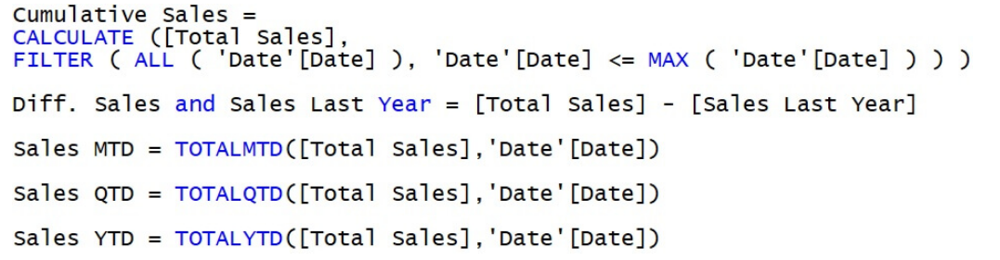 Cumulative Sales =
CALCULATE ([Total Sales],
FILTER ( ALL ( 'Date'[Date] ), 'Date'[Date] <= MAX ( 'Date'[Date] ) ) )
Diff. Sales and Sales Last Year = [Total Sales] - [Sales Last Year]
Sales MTD = TOTALMTD([Total Sales],'Date'[Date])
Sales QTD = TOTALQTD([Total Sales],'Date'[Date])
Sales YTD = TOTALYTD([Total Sales],'Date'[Date])